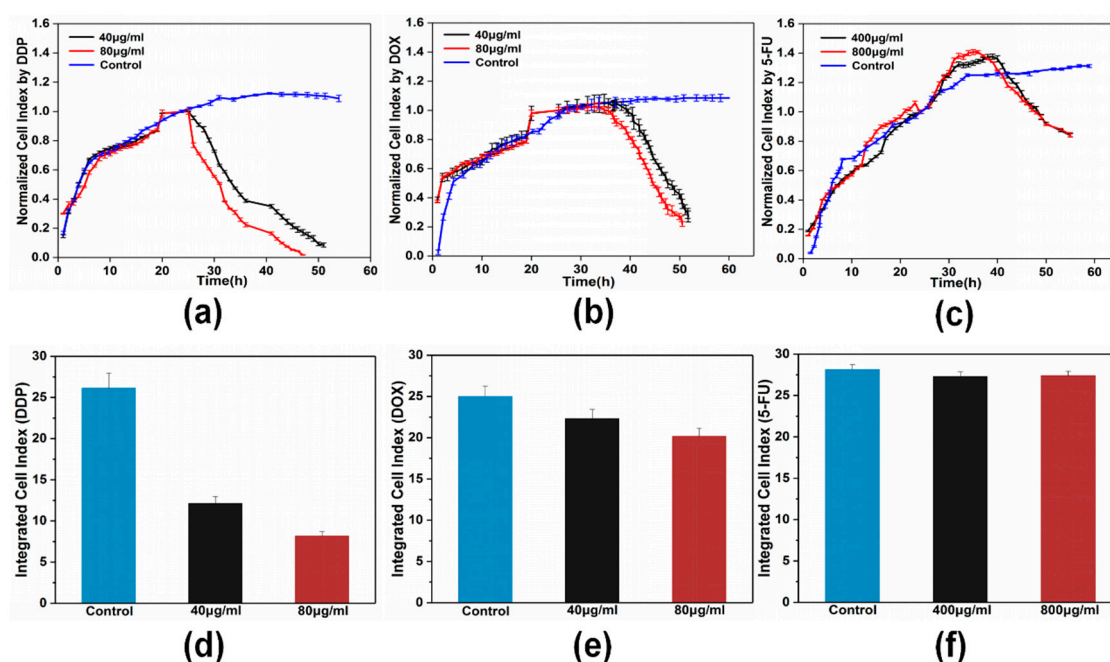 Normalized Cell Index by DDP
1.6
1.4
1.2
1.0
0.8
0.6
0.4
0.2
0.0
40μg/ml
80μg/ml
Control
0 10 20 30 40 50 60
Time(h)
(a)
Normalized Cell Index by DOX
1.6
1.4
1.2
1.0
0.8
0.6
0.4
0.2
0.0
40μg/ml
80μg/ml
Control
0 10 20 30 40 50 60
Time(h)
(b)
Normalized Cell Index by 5-FU
1.6
1.4
1.2
1.0
0.8
0.6
0.4
0.2
0.0
400μg/ml
800μg/ml
Control
0 10 20 30 40 50 60
Time(h)
(c)
Integrated Cell Index (DDP)
30
25
20
15
10
5
0
Control 40μg/ml 80μg/ml
(d)
Integrated Cell Index (DOX)
30
25
20
15
10
5
0
Control 40μg/ml 80μg/ml
(e)
Integrated Cell Index (5-FU)
30
25
20
15
10
5
0
Control 400μg/ml 800μg/ml
(f)